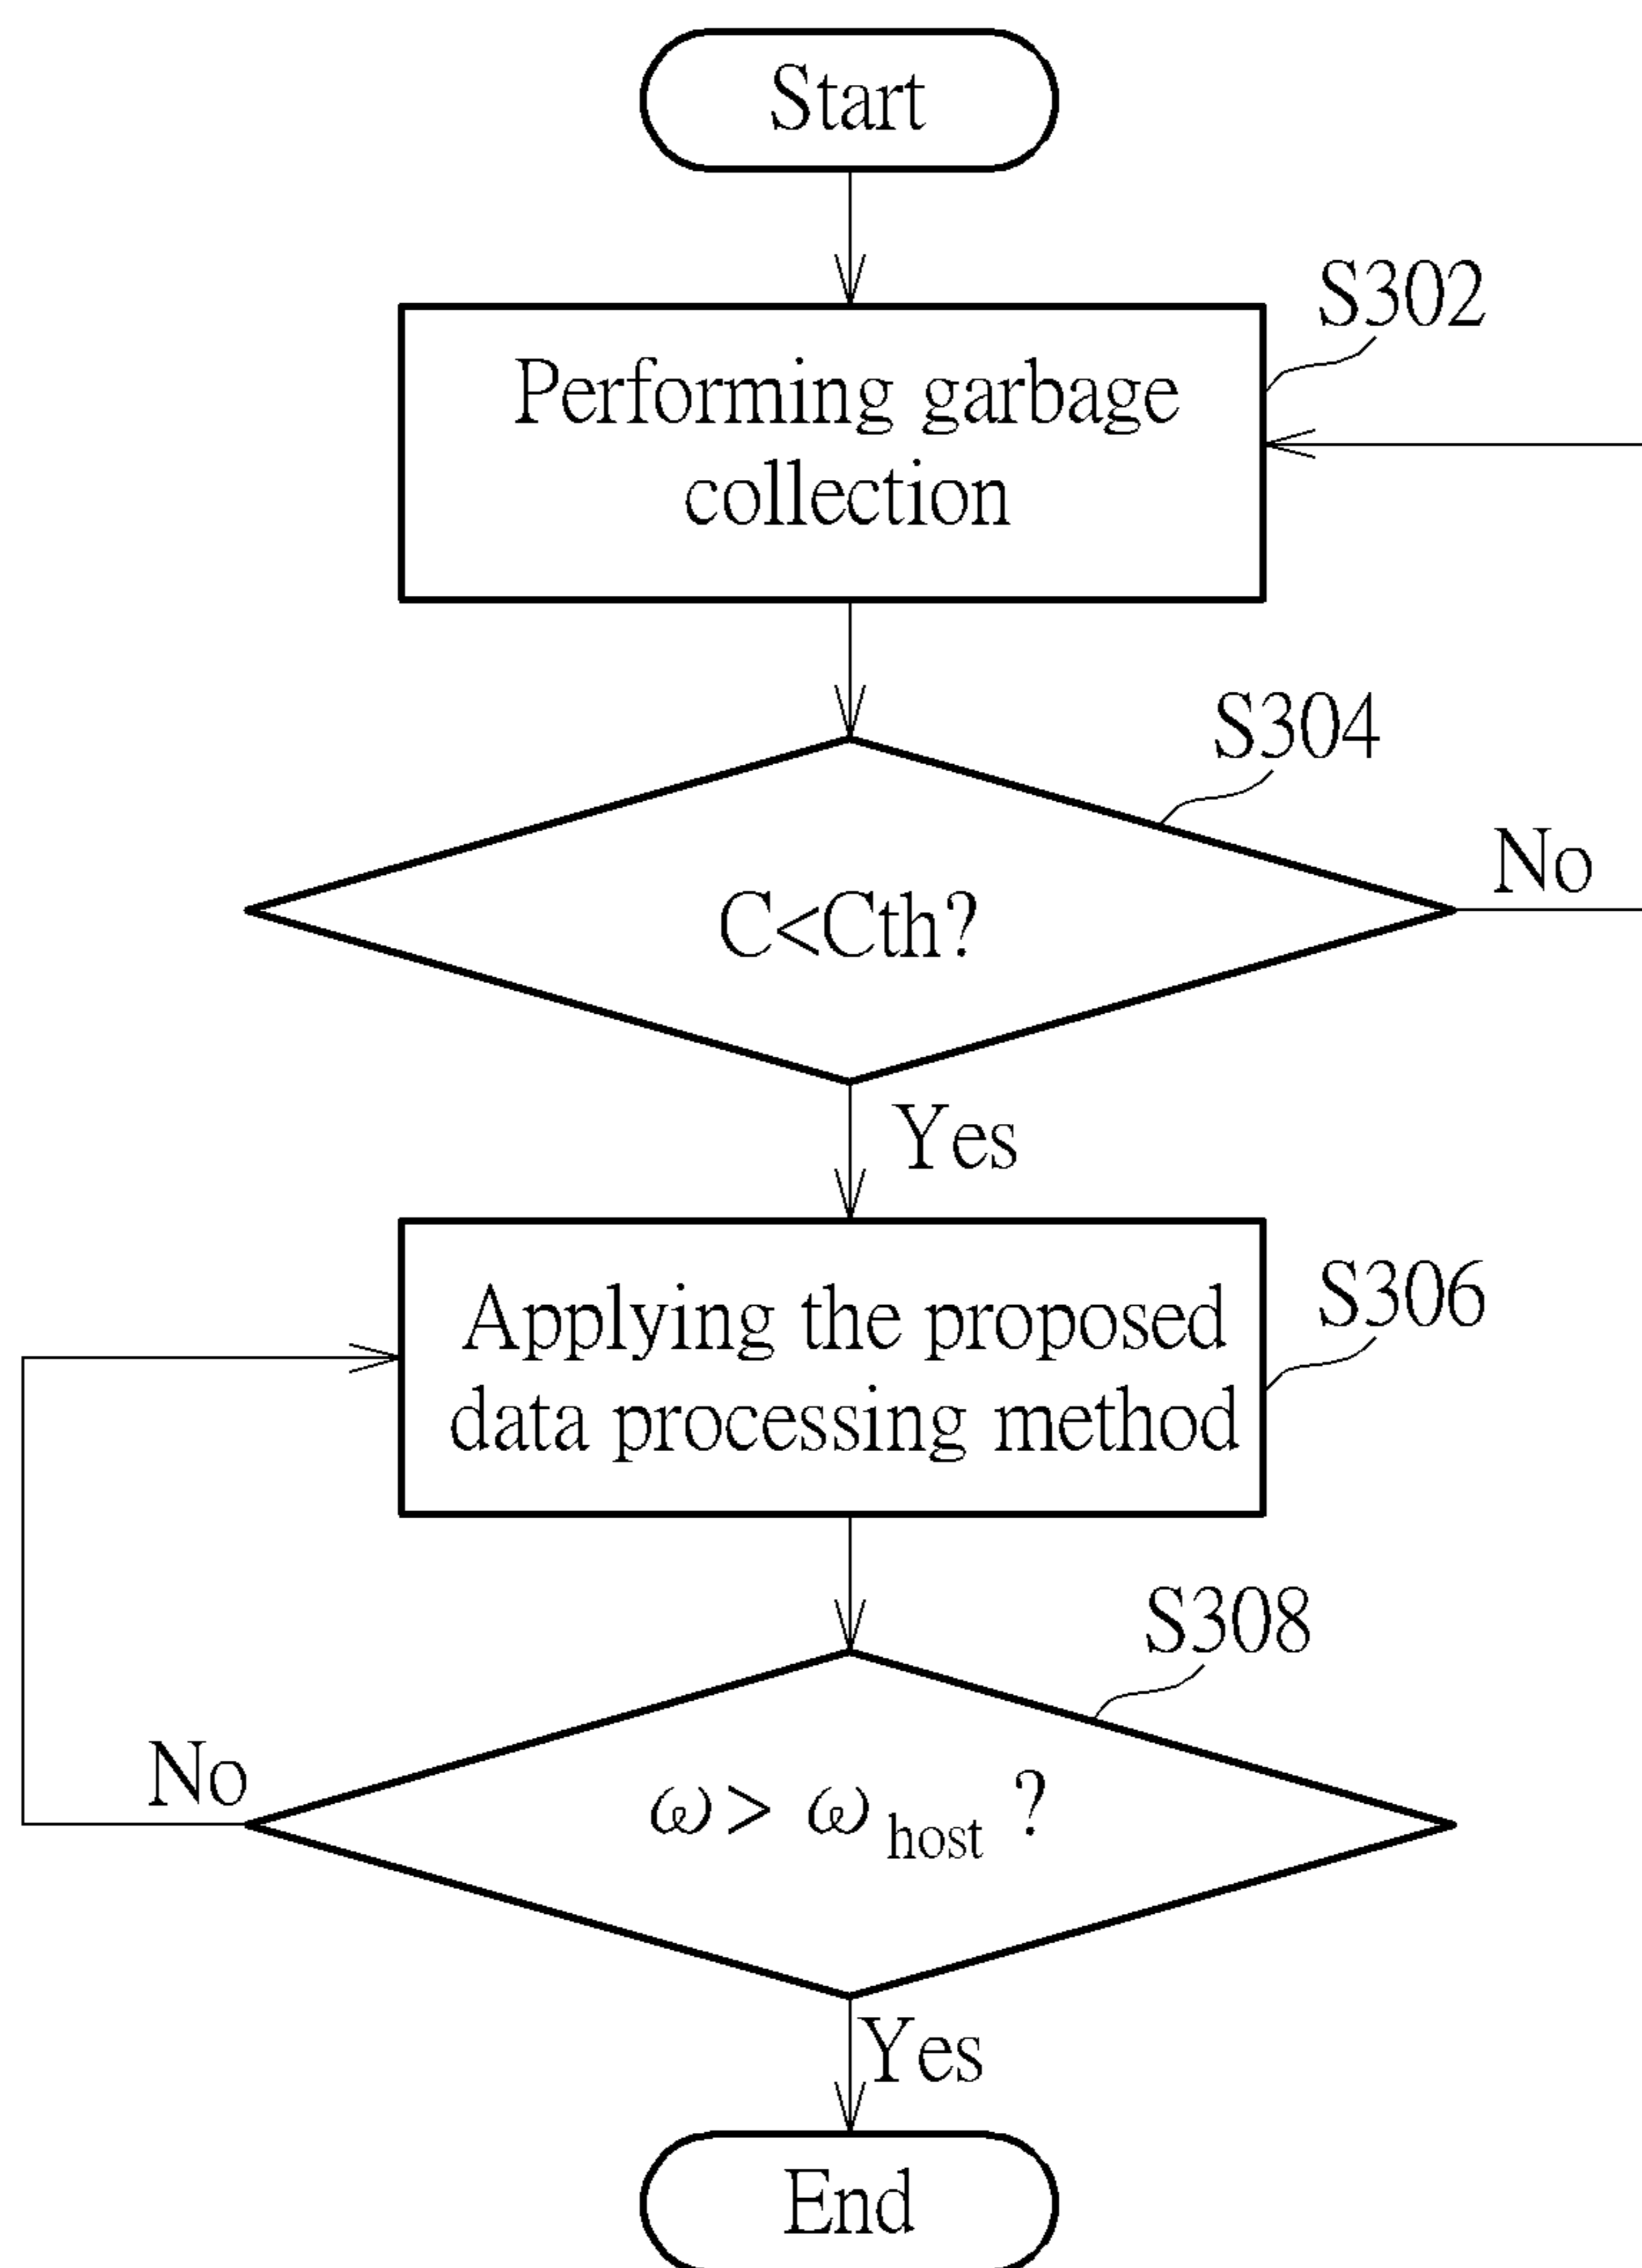 Start
S302
Performing garbage
collection
S304
No
C<Cth?
Yes
Applying the proposed
data processing method
S306
S308
No
ω> ω host ?
Yes
End